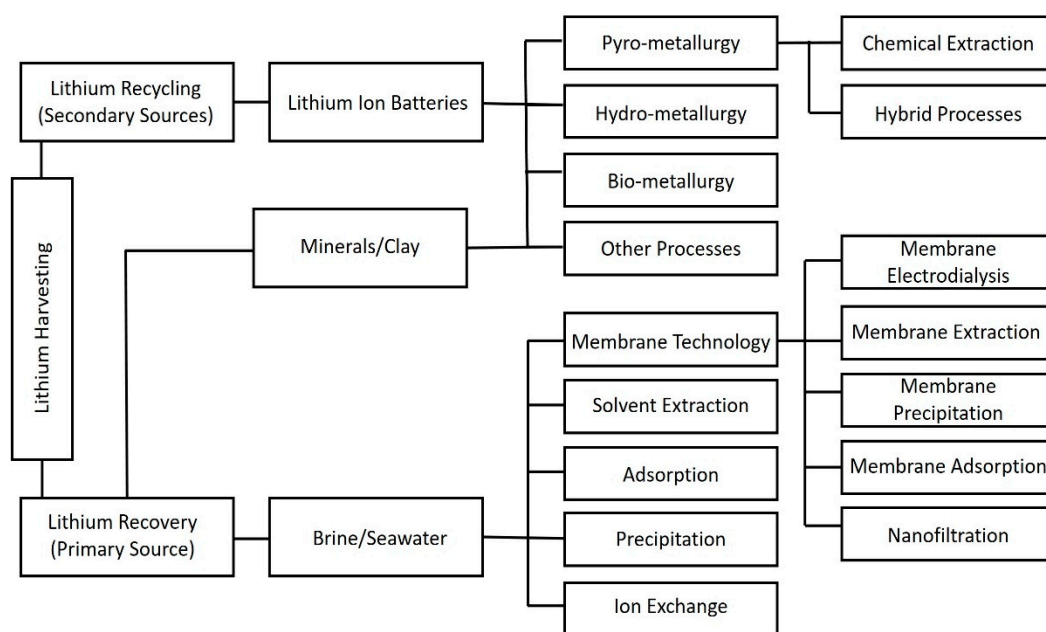 Pyro-metallurgy
Chemical Extraction
Lithium Recycling
(Secondary Sources)
Lithium Ion Batteries
Hydro-metallurgy
Hybrid Processes
Bio-metallurgy
Minerals/Clay
Other Processes
Membrane
Electrodialysis
Lithium Harvesting
Membrane Technology
Membrane Extraction
Solvent Extraction
Membrane
Precipitation
Adsorption
Membrane Adsorption
Lithium Recovery
(Primary Source)
Brine/Seawater
Precipitation
Nanofiltration
Ion Exchange